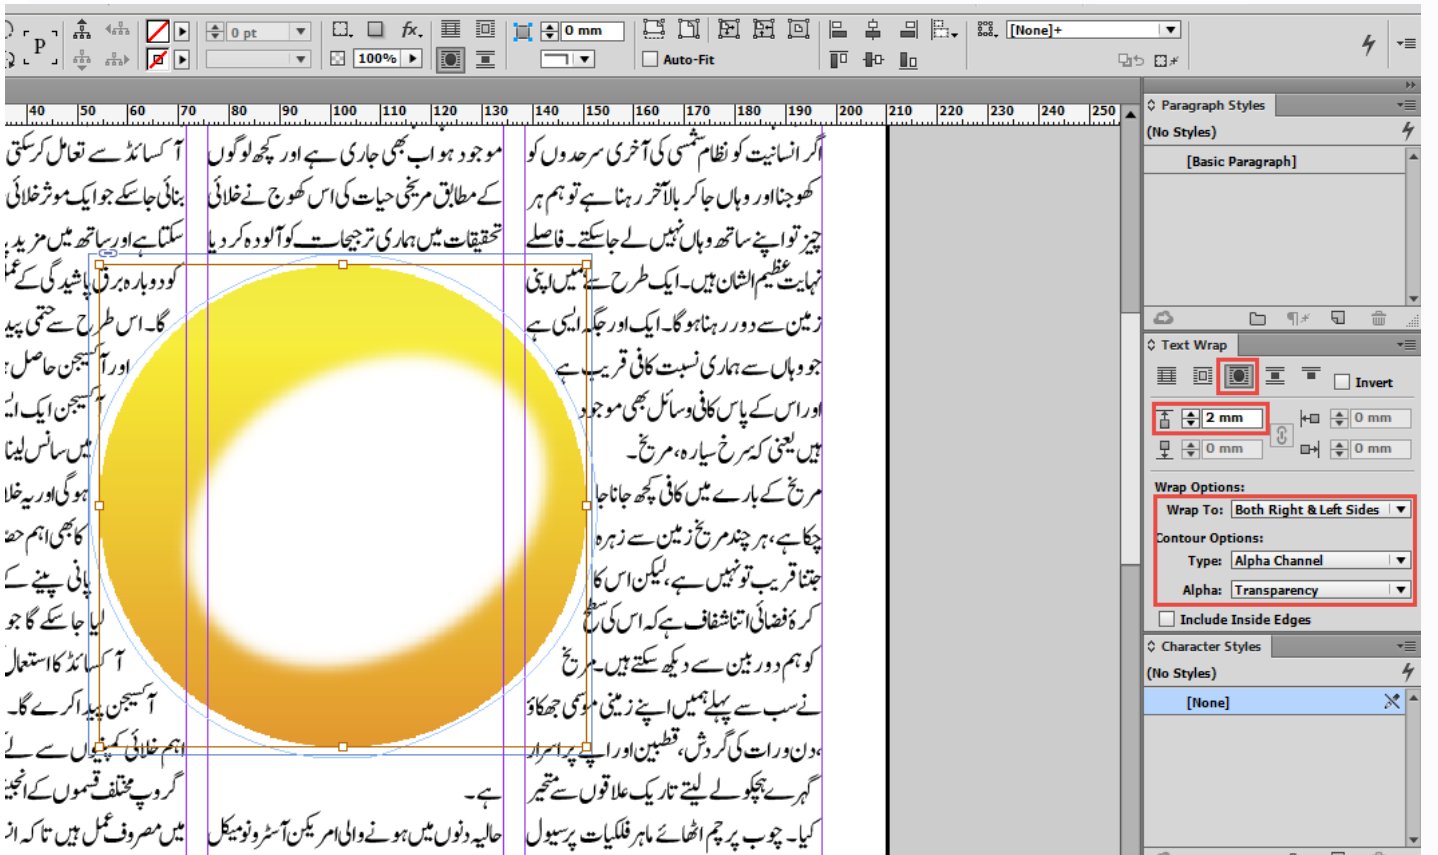 P
0 pt
fx.
0 mm
[None]+
100%
Auto-Fit
40 50 60 70 80 90 100 110 120 130 140 150 160 170 180 190 200 210 220 230 240 250
اگر انسانیت کو نظام شمسی کی آخری سرحدوں کو
کھوجنا اور وہاں جا کر بالآخر رہنا ہے تو ہم ہر
چیز تو اپنے ساتھ وہاں نہیں لے جا سکتے۔ فاصلے
نہایت عظیم الشان ہیں۔ ایک طرح سے ہمیں اپنی
زمین سے دور رہنا ہو گا۔ ایک اور جگہ ایسی ہے
جو وہاں سے ہماری نسبت کافی قریب ہے
اور اس کے پاس کافی وسائل بھی موجود
ہیں یعنی کہ سرخ سیارہ، مریخ۔
مریخ کے بارے میں کافی کچھ جانا جا
چکا ہے، ہر چند مریخ زمین سے زہرہ
جتنا قریب تو نہیں ہے، لیکن اس کا
کرۂ فضائی اتنا شفاف ہے کہ اس کی سطح
کو ہم دوربین سے دیکھ سکتے ہیں۔ مریخ
نے سب سے پہلے ہمیں اپنے زمینی موسمی جھکاؤ
،دن و رات کی گردش، قطبین اور اپنے پر اسرار
گہرے ہچکولے لیتے تاریک علاقوں سے متحیر
کیا۔ چوب پرچم اٹھائے ماہر فلکیات پرسیول
موجود ہو اب بھی جاری ہے اور کچھ لوگوں
کے مطابق مریخی حیات کی اس کھوج نے خلائی
تحقیقات میں ہماری ترجیحات کو آلودہ کر دیا
ہے۔
حالیہ دنوں میں ہونے والی امریکن آسٹرونومیکل
آکسائڈ سے تعامل کر سکتی
بنائی جا سکے جو ایک موثر خلائی
سکتا ہے اور ساتھ میں مزید
کو دوبارہ برق پاشیدگی کے
گا۔ اس طرح سے حتمی
اور آکسیجن حاصل
آکسیجن ایک
میں سانس لینا
ہو گی اور یہ
کا بھی اہم
پانی پینے کے
لیا جا سکے گا جو
آکسائڈ کا استعمال
آکسیجن پیدا کرے گا۔
اہم خلائی کمپنیوں سے
گروپ مختلف قسموں کے
میں مصروف عمل ہیں تاکہ
Paragraph Styles
(No Styles)
[Basic Paragraph]
Text Wrap
Invert
2 mm
0 mm
0 mm
0 mm
Wrap Options:
Wrap To: Both Right & Left Sides
Contour Options:
Type: Alpha Channel
Alpha: Transparency
Include Inside Edges
Character Styles
(No Styles)
[None]